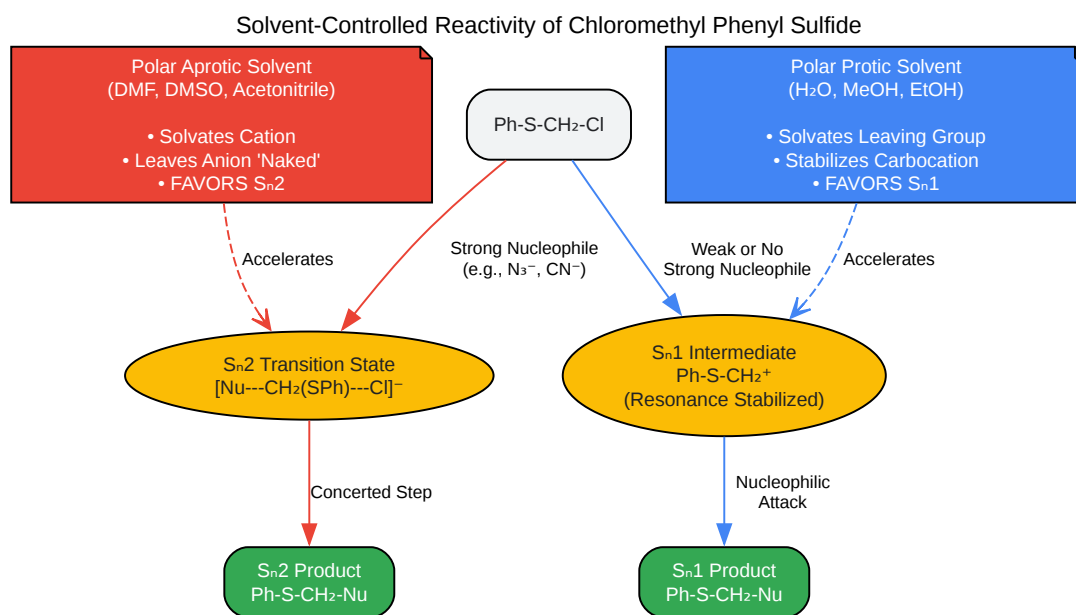 Solvent-Controlled Reactivity of Chloromethyl Phenyl Sulfide
Polar Aprotic Solvent
(DMF, DMSO, Acetonitrile)
• Solvates Cation
• Leaves Anion 'Naked'
• FAVORS Sₙ2
Ph-S-CH₂-Cl
Polar Protic Solvent
(H₂O, MeOH, EtOH)
• Solvates Leaving Group
• Stabilizes Carbocation
• FAVORS Sₙ1
Accelerates
Strong Nucleophile
(e.g., N₃⁻, CN⁻)
Weak or No
Strong Nucleophile
Accelerates
Sₙ2 Transition State
[Nu---CH₂(SPh)---Cl]⁻
Sₙ1 Intermediate
Ph-S-CH₂⁺
(Resonance Stabilized)
Concerted Step
Nucleophilic
Attack
Sₙ2 Product
Ph-S-CH₂-Nu
Sₙ1 Product
Ph-S-CH₂-Nu